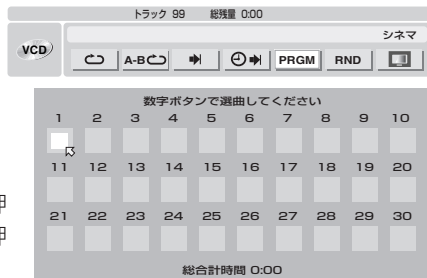 トラック 99 総残量 0:00
シネマ
VCD
A-B PRGM RND
数字ボタンで選曲してください
1 2 3 4 5 6 7 8 9 10
11 12 13 14 15 16 17 18 19 20
21 22 23 24 25 26 27 28 29 30
押
押
総合計時間 0:00